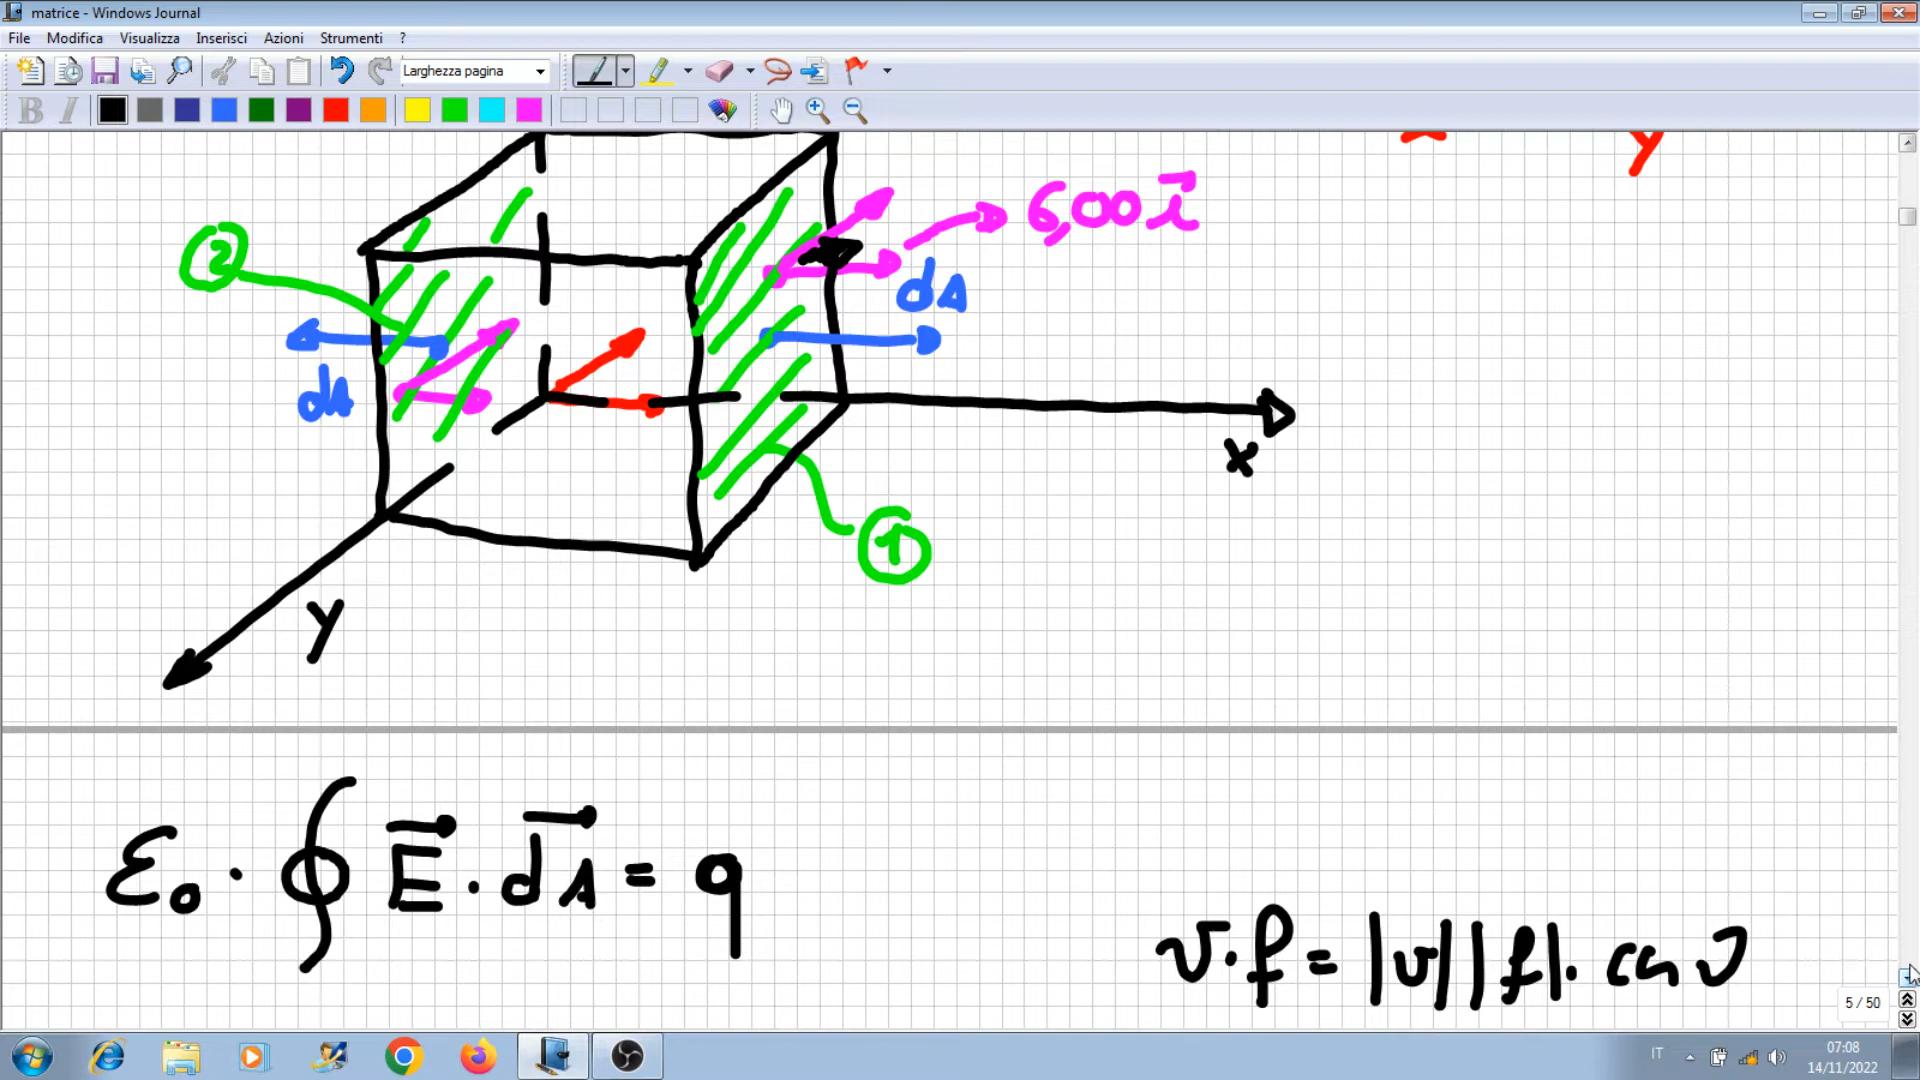 matrice - Windows Journal
File Modifica Visualizza Inserisci Azioni Strumenti ?
Larghezza pagina
B I
y
② 6,00 i⃗
dA
dA
x
①
y
ε₀ · ∮ E⃗ · dA⃗ = q
v · f = |v||f| · cos
5 / 50
IT 07:08
14/11/2022